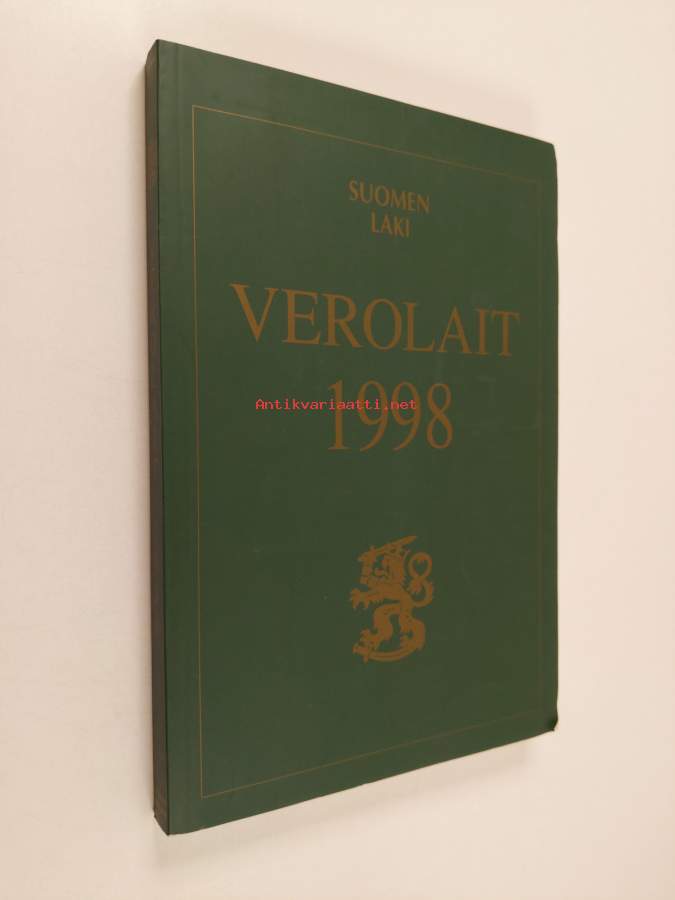 SUOMEN
LAKI
VEROLAIT
Antikvariaatti.net
1998